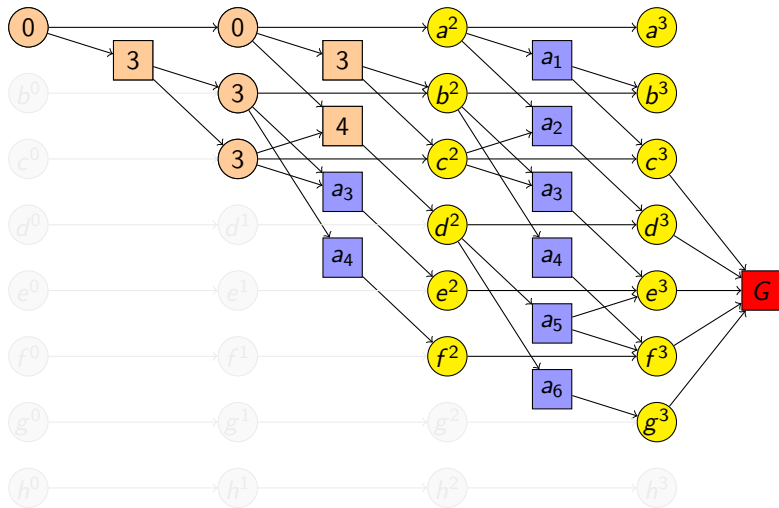 0 0 a² a³
3 3 a₁
b⁰ 3 b² b³
4 a₂
c⁰ 3 c² c³
a₃ a₃
d⁰ d¹ d² d³
a₄ a₄
e⁰ e¹ e² e³ G
a₅
f⁰ f¹ f² f³
a₆
g⁰ g¹ g² g³
h⁰ h¹ h² h³